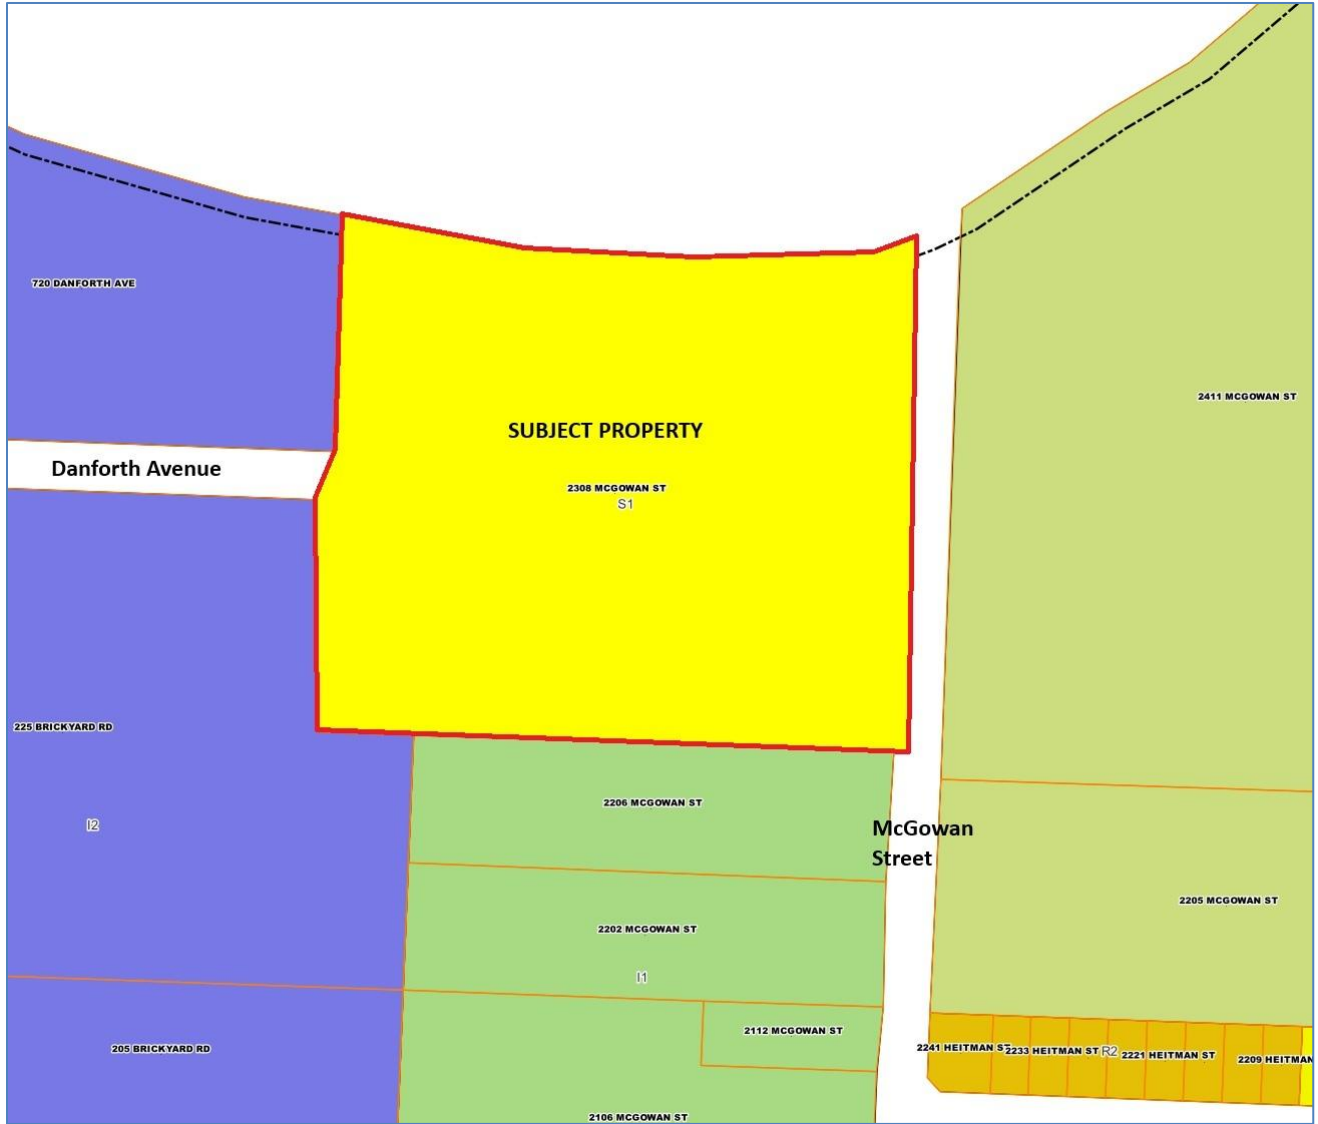 720 DANFORTH AVE
2411 MCGOWAN ST
SUBJECT PROPERTY
Danforth Avenue
2308 MCGOWAN ST
S1
225 BRICKYARD RD
2206 MCGOWAN ST
I2
McGowan
Street
2205 MCGOWAN ST
2202 MCGOWAN ST
I1
2112 MCGOWAN ST
205 BRICKYARD RD
2241 HEITMAN ST
2233 HEITMAN ST
R2
2221 HEITMAN ST
2209 HEITMAN
2106 MCGOWAN ST